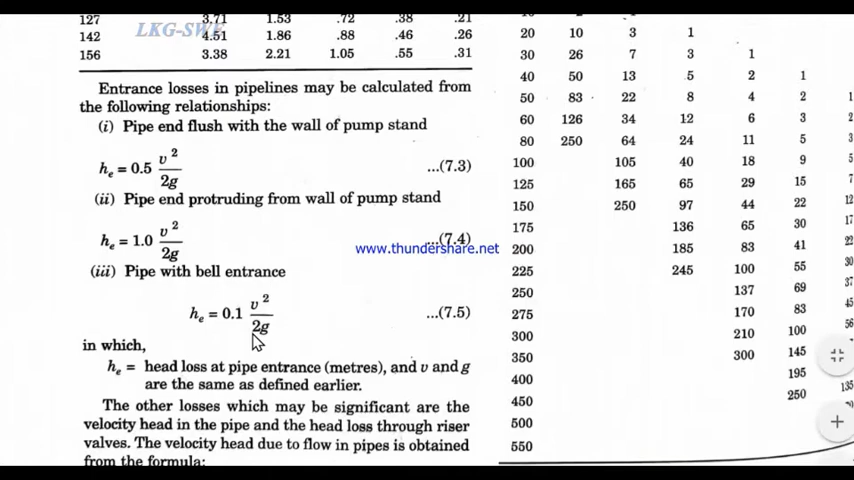 127 3.71 1.53 .72 .38 .21
142 4.51 1.86 .88 .46 .26
156 3.38 2.21 1.05 .55 .31
LKG-SWE
Entrance losses in pipelines may be calculated from
the following relationships:
(i) Pipe end flush with the wall of pump stand
hₑ = 0.5 v²/2g ...(7.3)
(ii) Pipe end protruding from wall of pump stand
hₑ = 1.0 v²/2g ...(7.4)
www.thundershare.net
(iii) Pipe with bell entrance
hₑ = 0.1 v²/2g ...(7.5)
in which,
hₑ = head loss at pipe entrance (metres), and v and g
are the same as defined earlier.
The other losses which may be significant are the
velocity head in the pipe and the head loss through riser
valves. The velocity head due to flow in pipes is obtained
from the formula:
20 10 3 1
30 26 7 3 1
40 50 13 5 2 1
50 83 22 8 4 2 1
60 126 34 12 6 3 2
80 250 64 24 11 5 3
100 105 40 18 9 5
125 165 65 29 15 7
150 250 97 44 22 12
175 136 65 30 17
200 185 83 41 22
225 245 100 55 30
250 137 69 37
275 170 83 45
300 210 100 56
350 300 145
400 195
450 250 135
500
550